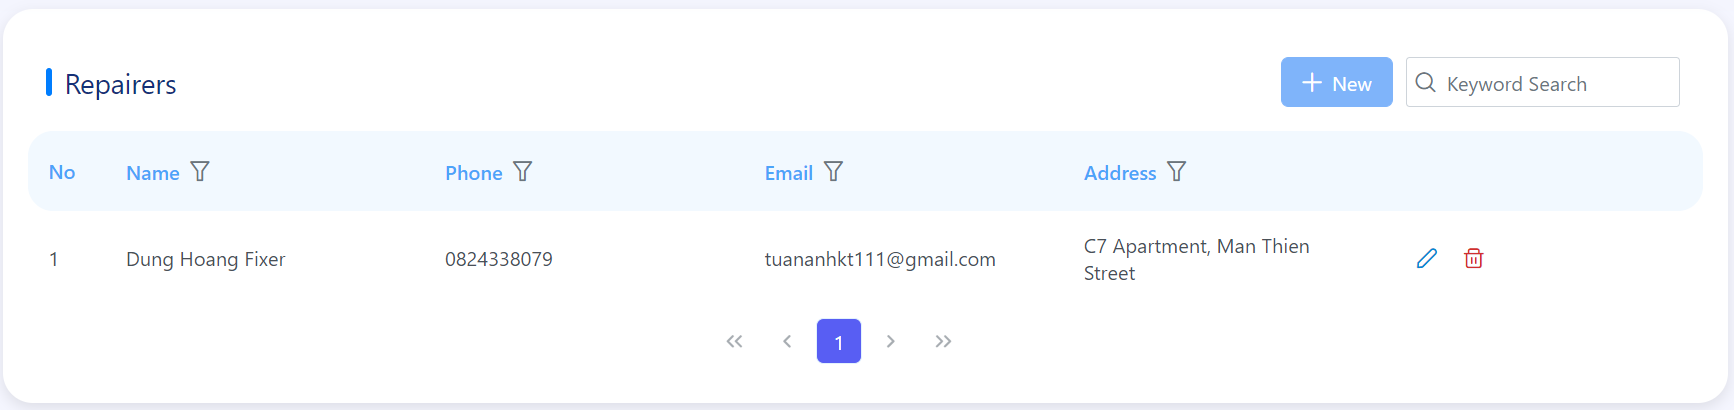 Repairers
New
Keyword Search
No Name Phone Email Address
1 Dung Hoang Fixer 0824338079 tuananhkt111@gmail.com C7 Apartment, Man Thien
Street
1